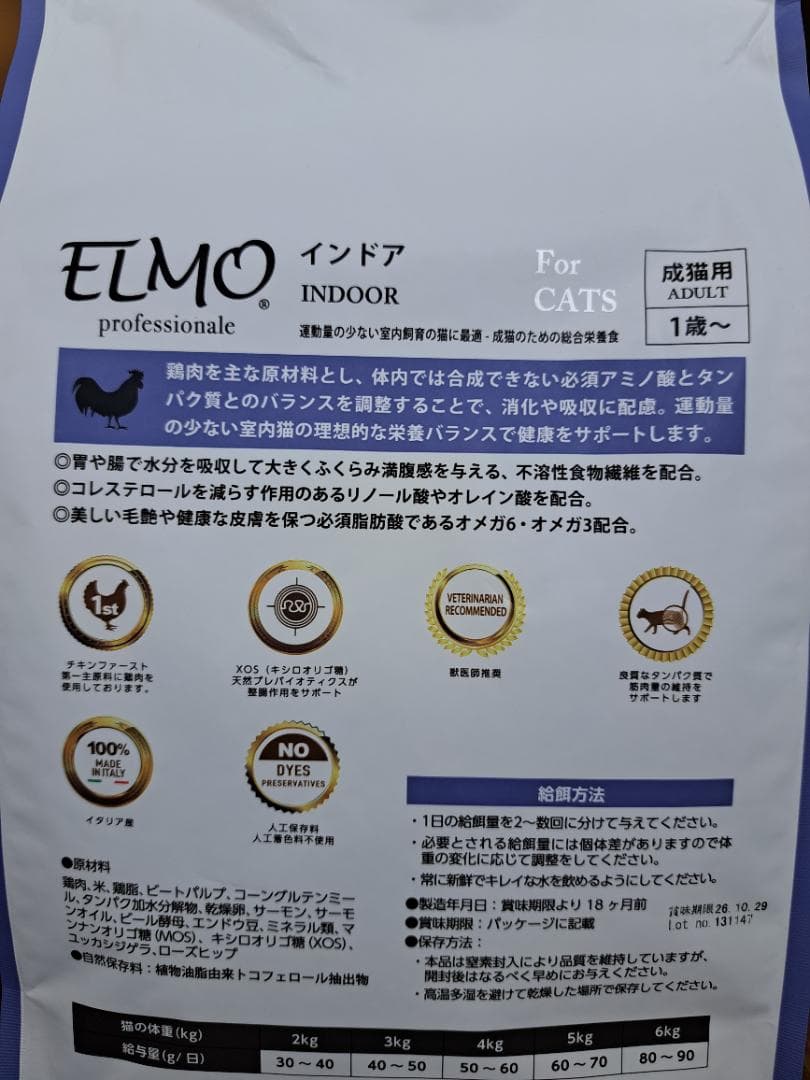 ELMO®
professionale
インドア
INDOOR
For
CATS
成猫用
ADULT
1歳～
運動量の少ない室内飼育の猫に最適 - 成猫のための総合栄養食
鶏肉を主な原材料とし、体内では合成できない必須アミノ酸とタン
パク質とのバランスを調整することで、消化や吸収に配慮。運動量
の少ない室内猫の理想的な栄養バランスで健康をサポートします。
◎胃や腸で水分を吸収して大きくふくらみ満腹感を与える、不溶性食物繊維を配合。
◎コレステロールを減らす作用のあるリノール酸やオレイン酸を配合。
◎美しい毛艶や健康な皮膚を保つ必須脂肪酸であるオメガ6・オメガ3配合。
1st
チキンファースト
第一主原料に鶏肉を
使用しております。
XOS（キシロオリゴ糖）
天然プレバイオティクスが
整腸作用をサポート
VETERINARIAN
RECOMMENDED
獣医師推奨
良質なタンパク質で
筋肉量の維持を
サポートします
100%
MADE
IN ITALY
イタリア産
NO
DYES
PRESERVATIVES
人工保存料
人工着色料不使用
●原材料
鶏肉、米、鶏脂、ビートパルプ、コーングルテンミー
ル、タンパク加水分解物、乾燥卵、サーモン、サーモ
ンオイル、ビール酵母、エンドウ豆、ミネラル類、マ
ンナンオリゴ糖（MOS）、キシロオリゴ糖（XOS）、
ユッカシジゲラ、ローズヒップ
●自然保存料：植物油脂由来トコフェロール抽出物
給餌方法
・1日の給餌量を2～数回に分けて与えてください。
・必要とされる給餌量には個体差がありますので体
重の変化に応じて調整をしてください。
・常に新鮮でキレイな水を飲めるようにしてください。
●製造年月日：賞味期限より 18 ヶ月前
●賞味期限：パッケージに記載
賞味期限26. 10. 29
Lot no. 131147
●保存方法：
・本品は窒素封入により品質を維持していますが、
開封後はなるべく早めにお与えください。
・高温多湿を避けて乾燥した場所で保存してください。
猫の体重（kg） 2kg 3kg 4kg 5kg 6kg
給与量（g/ 日） 30 ～ 40 40 ～ 50 50 ～ 60 60 ～ 70 80 ～ 90